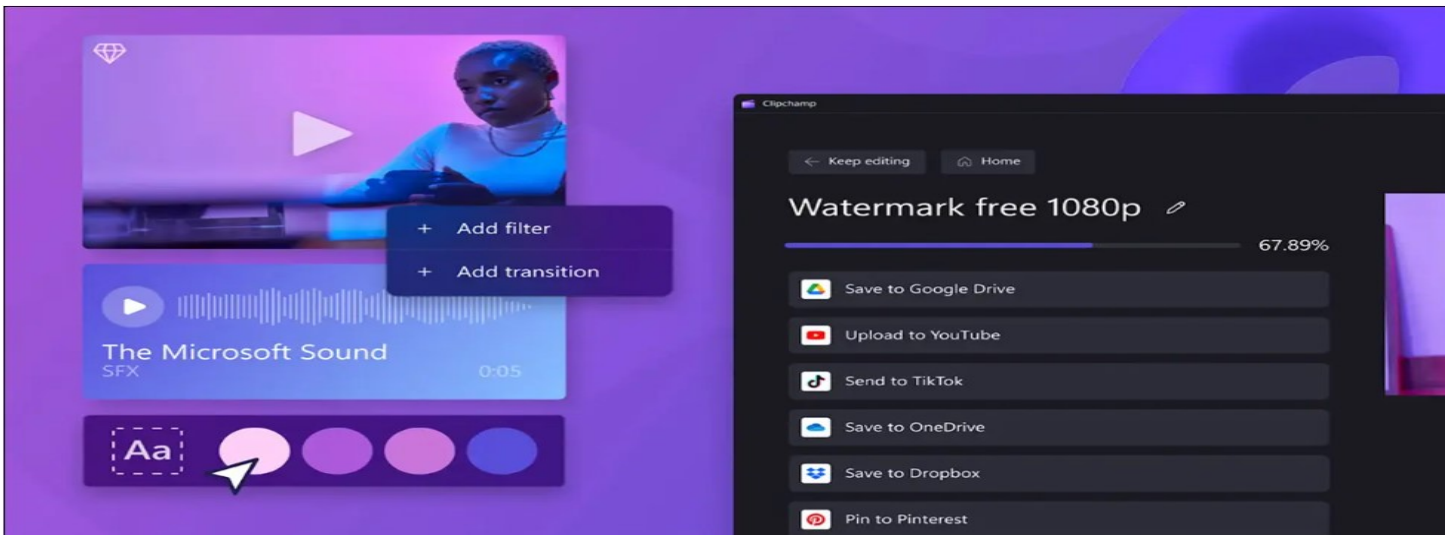 + Add filter
+ Add transition
The Microsoft Sound
SFX 0:05
Aa
Clipchamp
← Keep editing Home
Watermark free 1080p
67.89%
Save to Google Drive
Upload to YouTube
Send to TikTok
Save to OneDrive
Save to Dropbox
Pin to Pinterest